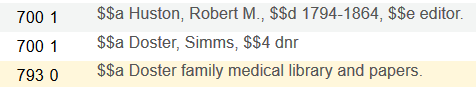 700 1 $$a Huston, Robert M., $$d 1794-1864, $$e editor.
700 1 $$a Doster, Simms, $$4 dnr
793 0 $$a Doster family medical library and papers.